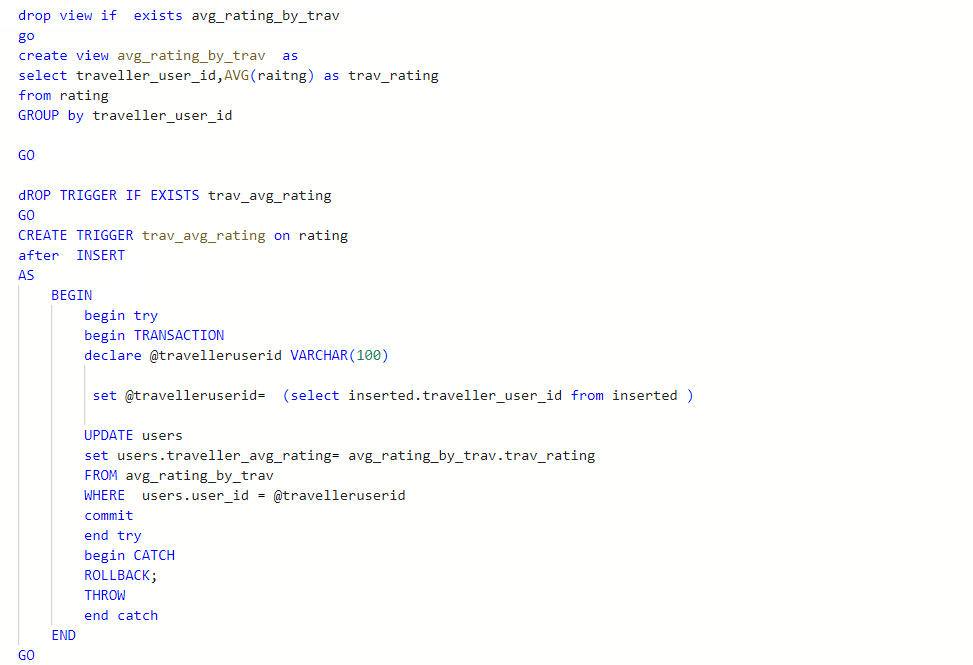 drop view if  exists avg_rating_by_trav
go
create view avg_rating_by_trav  as
select traveller_user_id,AVG(raitng) as trav_rating
from rating
GROUP by traveller_user_id
GO
dROP TRIGGER IF EXISTS trav_avg_rating
GO
CREATE TRIGGER trav_avg_rating on rating
after  INSERT
AS
BEGIN
begin try
begin TRANSACTION
declare @travelleruserid VARCHAR(100)
set @travelleruserid=  (select inserted.traveller_user_id from inserted )
UPDATE users
set users.traveller_avg_rating= avg_rating_by_trav.trav_rating
FROM avg_rating_by_trav
WHERE  users.user_id = @travelleruserid
commit
end try
begin CATCH
ROLLBACK;
THROW
end catch
END
GO